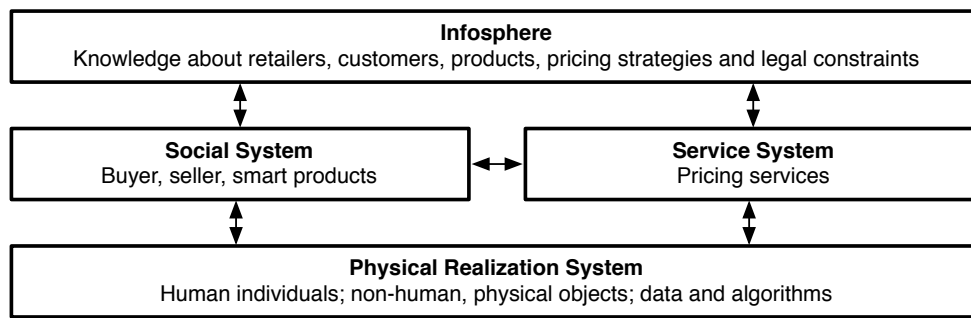 Infosphere
Knowledge about retailers, customers, products, pricing strategies and legal constraints
Social System
Buyer, seller, smart products
Service System
Pricing services
Physical Realization System
Human individuals; non-human, physical objects; data and algorithms